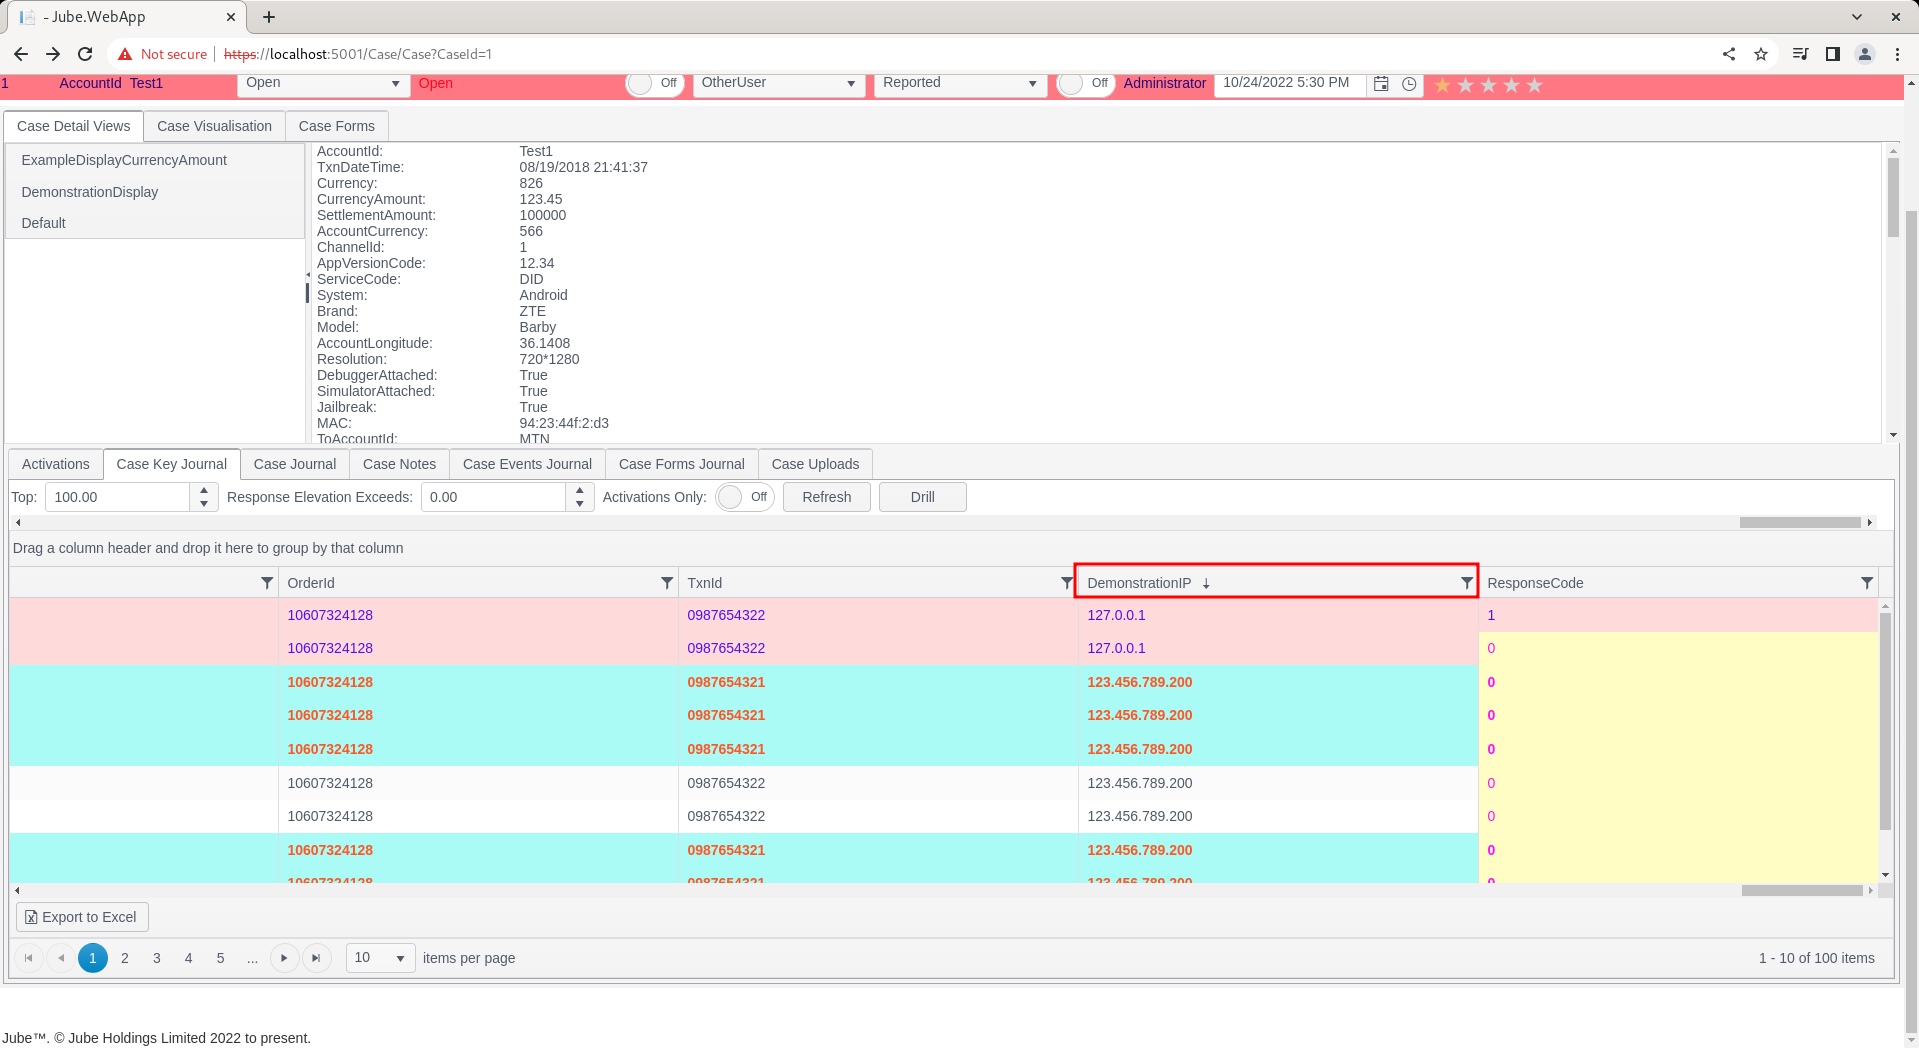 - Jube.WebApp
Not secure https://localhost:5001/Case/Case?CaseId=1
1 AccountId Test1 Open Open Off OtherUser Reported Off Administrator 10/24/2022 5:30 PM
Case Detail Views Case Visualisation Case Forms
ExampleDisplayCurrencyAmount
DemonstrationDisplay
Default
AccountId: Test1
TxnDateTime: 08/19/2018 21:41:37
Currency: 826
CurrencyAmount: 123.45
SettlementAmount: 100000
AccountCurrency: 566
ChannelId: 1
AppVersionCode: 12.34
ServiceCode: DID
System: Android
Brand: ZTE
Model: Barby
AccountLongitude: 36.1408
Resolution: 720*1280
DebuggerAttached: True
SimulatorAttached: True
Jailbreak: True
MAC: 94:23:44f:2:d3
ToAccountId: MTN
Activations Case Key Journal Case Journal Case Notes Case Events Journal Case Forms Journal Case Uploads
Top: 100.00 Response Elevation Exceeds: 0.00 Activations Only: Off Refresh Drill
Drag a column header and drop it here to group by that column
OrderId TxnId DemonstrationIP ↓ ResponseCode
10607324128 0987654322 127.0.0.1 1
10607324128 0987654322 127.0.0.1 0
10607324128 0987654321 123.456.789.200 0
10607324128 0987654321 123.456.789.200 0
10607324128 0987654321 123.456.789.200 0
10607324128 0987654322 123.456.789.200 0
10607324128 0987654322 123.456.789.200 0
10607324128 0987654321 123.456.789.200 0
10607324128 0987654321 123.456.789.200 0
Export to Excel
1 2 3 4 5 ... 10 items per page 1 - 10 of 100 items
Jube™. © Jube Holdings Limited 2022 to present.